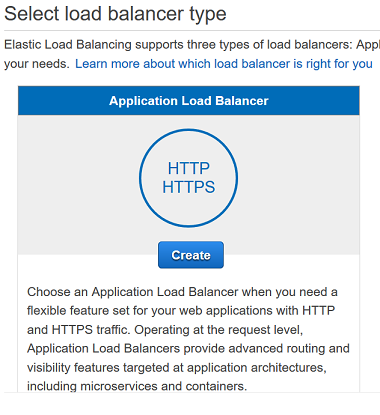 Select load balancer type
Elastic Load Balancing supports three types of load balancers:
your needs. Learn more about which load balancer is right for you
Application Load Balancer
HTTP
HTTPS
Create
Choose an Application Load Balancer when you need a
flexible feature set for your web applications with HTTP
and HTTPS traffic. Operating at the request level,
Application Load Balancers provide advanced routing and
visibility features targeted at application architectures,
including microservices and containers.